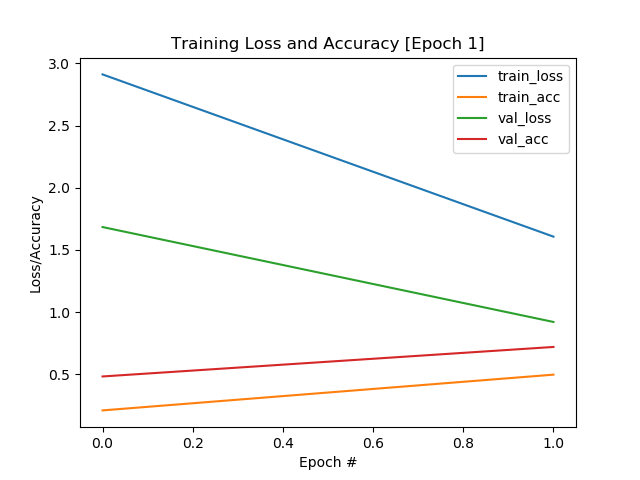 Training Loss and Accuracy [Epoch 1]
3.0
2.5
2.0
1.5
1.0
0.5
Loss/Accuracy
train_loss
train_acc
val_loss
val_acc
0.0 0.2 0.4 0.6 0.8 1.0
Epoch #